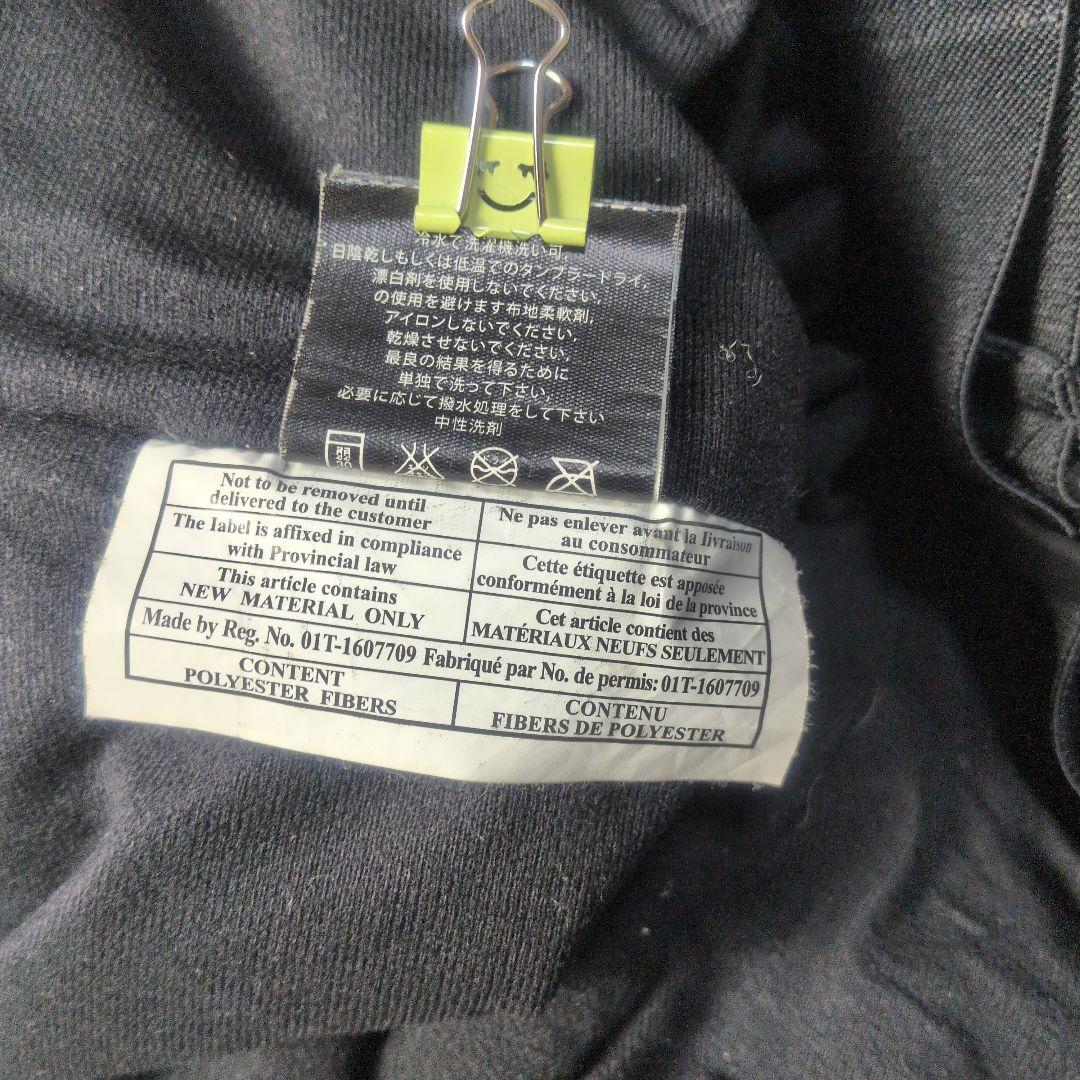 冷水で洗濯機洗い可,
日陰乾しもしくは低温でのタンブラードライ,
漂白剤を使用しないでください,
の使用を避けます布地柔軟剤,
アイロンしないでください,
乾燥させないでください,
最良の結果を得るために
単独で洗って下さい,
必要に応じて撥水処理をして下さい
中性洗剤
Not to be removed until
delivered to the customer
Ne pas enlever avant la livraison
au consommateur
The label is affixed in compliance
with Provincial law
Cette étiquette est apposée
conformément à la loi de la province
This article contains
NEW MATERIAL ONLY
Cet article contient des
MATÉRIAUX NEUFS SEULEMENT
Made by Reg. No. 01T-1607709 Fabriqué par No. de permis: 01T-1607709
CONTENT
POLYESTER FIBERS
CONTENU
FIBERS DE POLYESTER